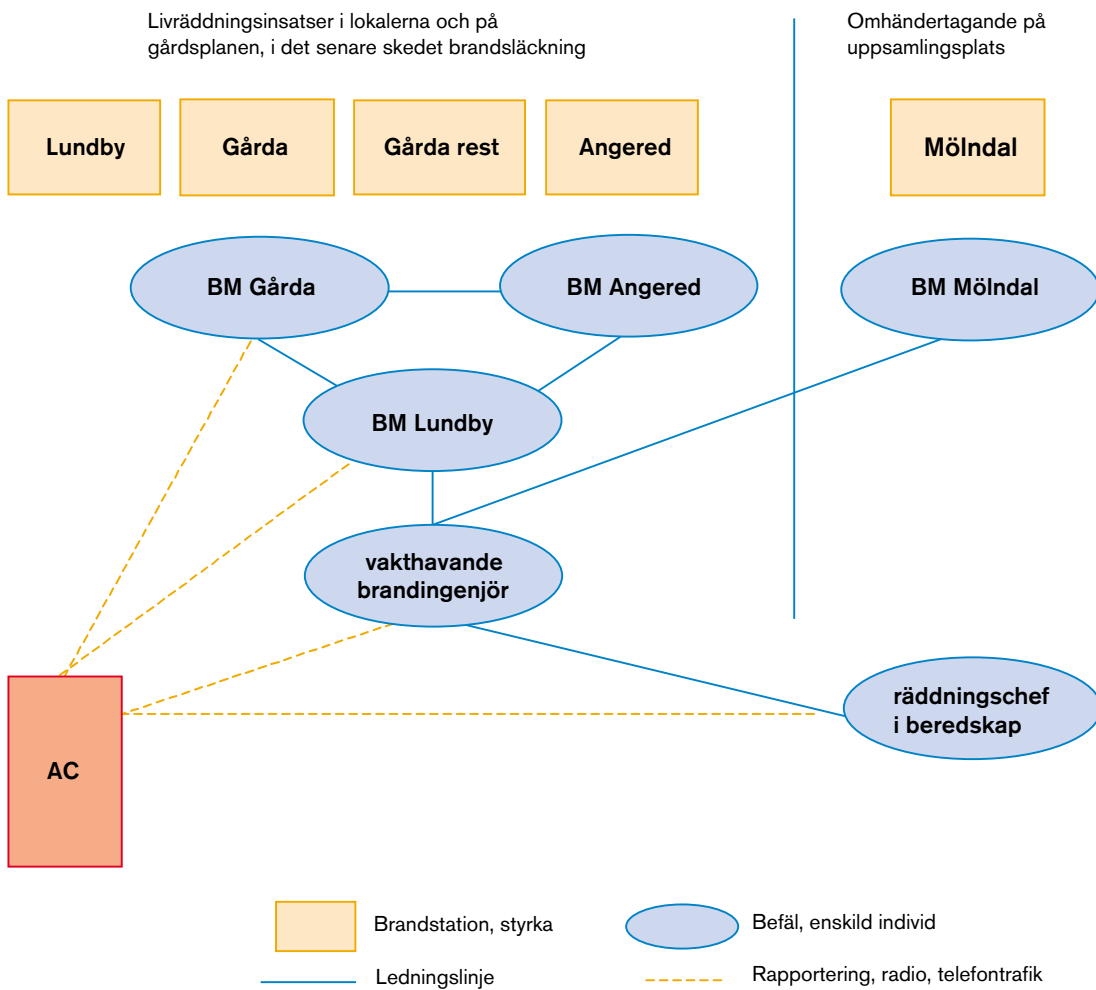 Livräddningsinsatser i lokalerna och på
gårdsplanen, i det senare skedet brandsläckning
Omhändertagande på
uppsamlingsplats
Lundby
Gårda
Gårda rest
Angered
Mölndal
BM Gårda
BM Angered
BM Mölndal
BM Lundby
vakthavande
brandingenjör
räddningschef
i beredskap
AC
Brandstation, styrka
Befäl, enskild individ
Ledningslinje
Rapportering, radio, telefontrafik